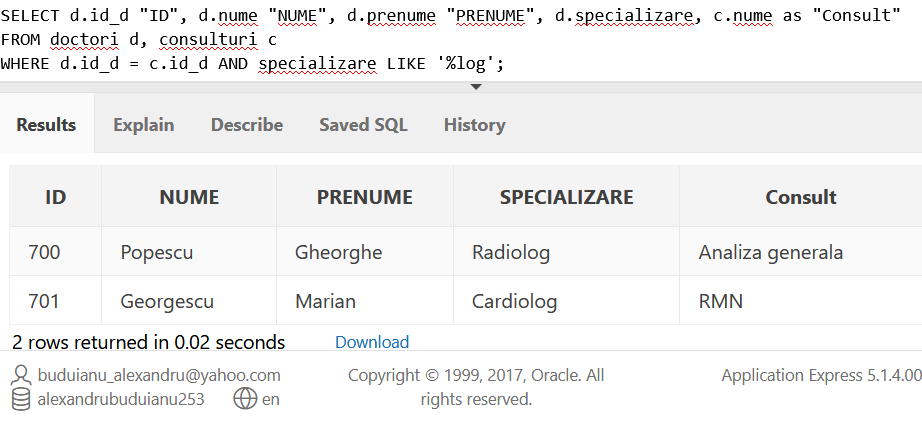 SELECT d.id_d "ID", d.nume "NUME", d.prenume "PRENUME", d.specializare, c.nume as "Consult"
FROM doctori d, consulturi c
WHERE d.id_d = c.id_d AND specializare LIKE '%log';
Results Explain Describe Saved SQL History
ID NUME PRENUME SPECIALIZARE Consult
700 Popescu Gheorghe Radiolog Analiza generala
701 Georgescu Marian Cardiolog RMN
2 rows returned in 0.02 seconds Download
buduianu_alexandru@yahoo.com Copyright © 1999, 2017, Oracle. All Application Express 5.1.4.00
alexandrubuduianu253 en rights reserved.